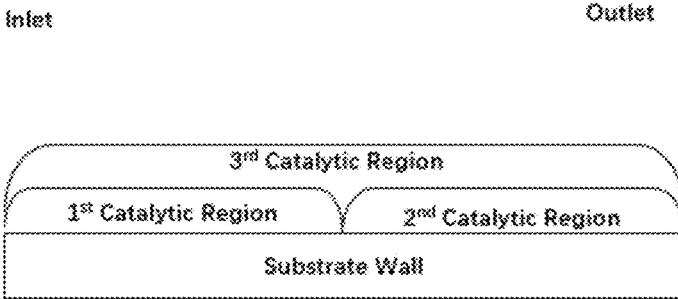 Inlet
Outlet
3rd Catalytic Region
1st Catalytic Region
2nd Catalytic Region
Substrate Wall